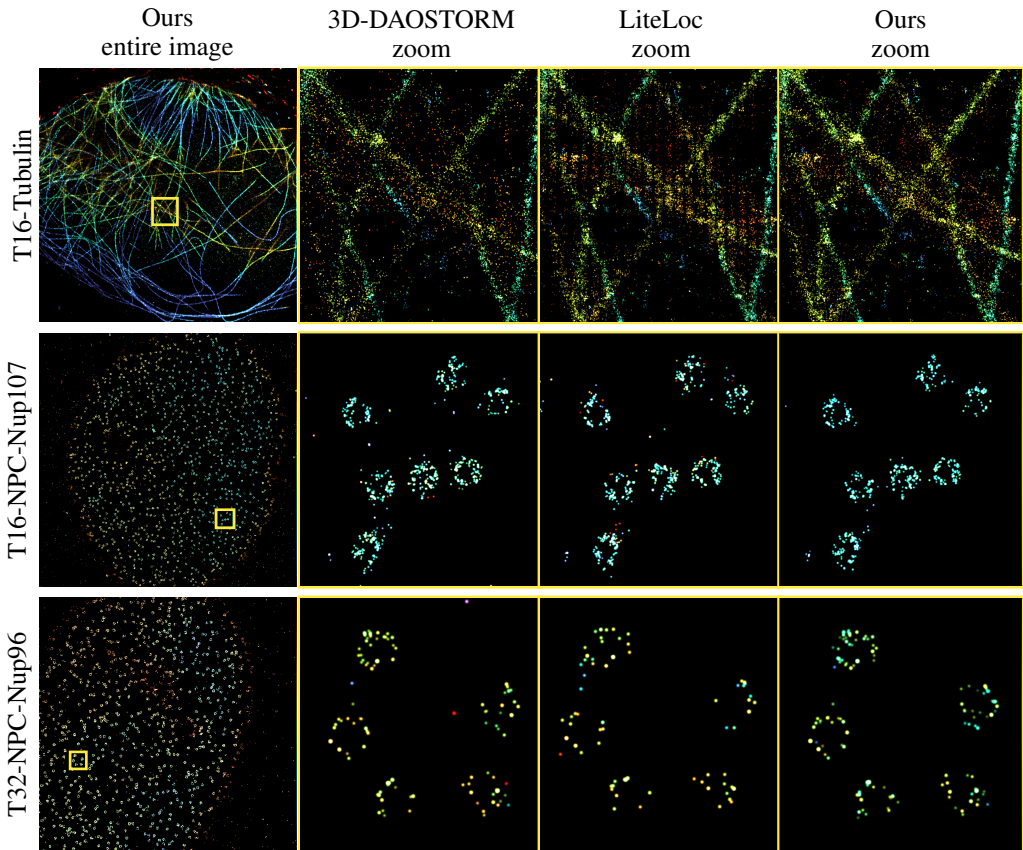 Ours
entire image
3D-DAOSTORM
zoom
LiteLoc
zoom
Ours
zoom
T16-Tubulin
T16-NPC-Nup107
T32-NPC-Nup96